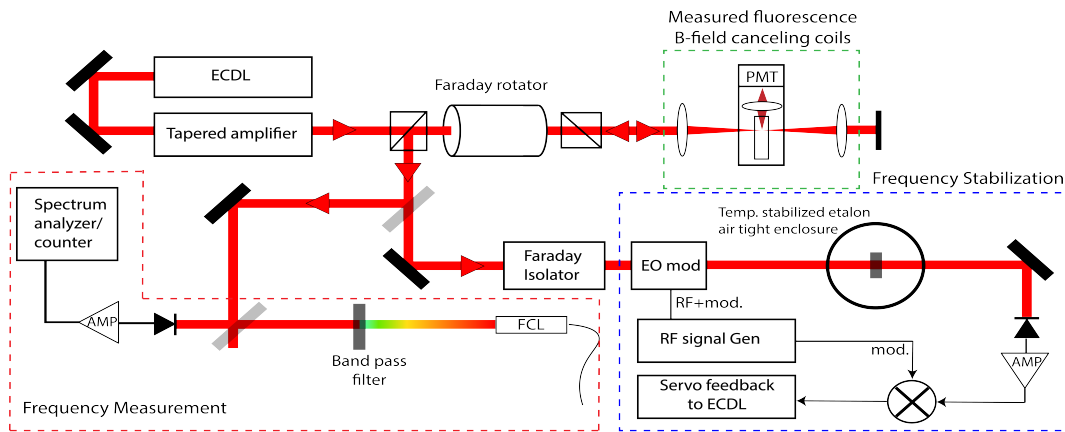 Measured fluorescence
B-field canceling coils
ECDL
Faraday rotator
PMT
Tapered amplifier
Frequency Stabilization
Spectrum
analyzer/
counter
Temp. stabilized etalon
air tight enclosure
Faraday
Isolator
EO mod
RF+mod.
AMP
FCL
RF signal Gen
mod.
AMP
Band pass
filter
Servo feedback
to ECDL
Frequency Measurement